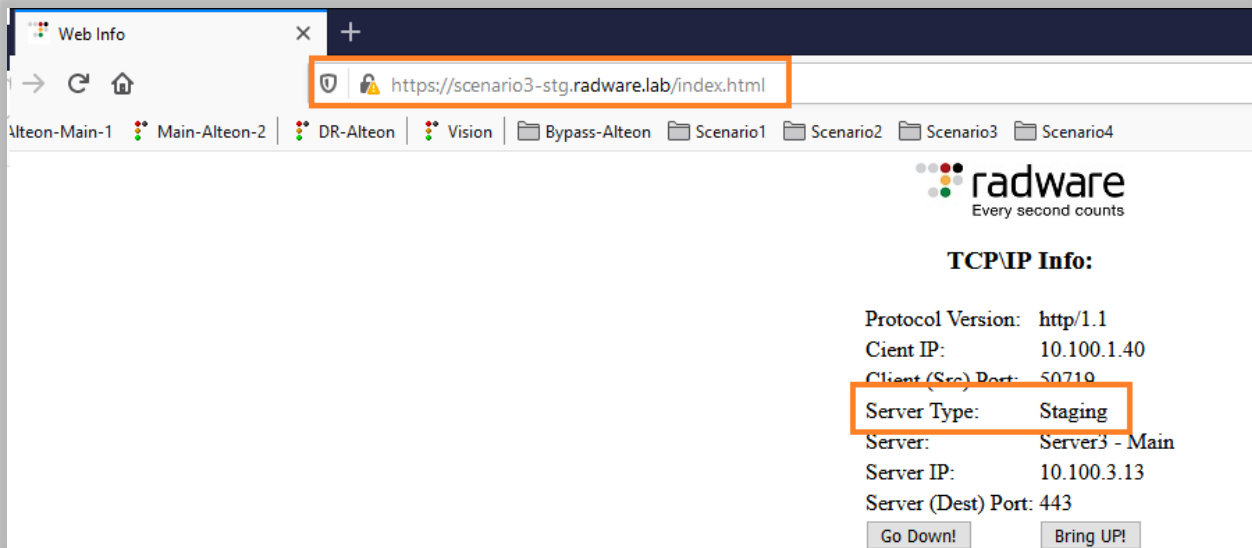 Web Info
https://scenario3-stg.radware.lab/index.html
Alteon-Main-1 Main-Alteon-2 DR-Alteon Vision Bypass-Alteon Scenario1 Scenario2 Scenario3 Scenario4
radware
Every second counts
TCP\IP Info:
Protocol Version: http/1.1
Cient IP: 10.100.1.40
Client (Src) Port: 50719
Server Type: Staging
Server: Server3 - Main
Server IP: 10.100.3.13
Server (Dest) Port: 443
Go Down! Bring UP!